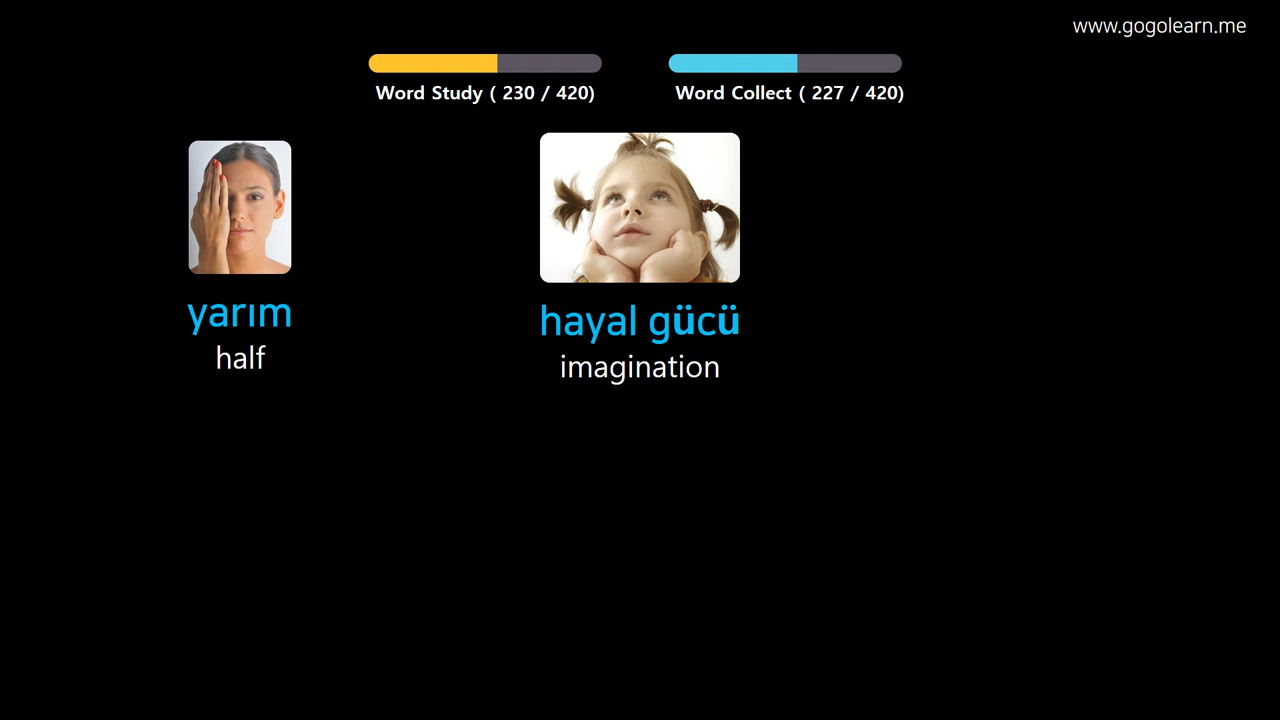 www.gogolearn.me
Word Study ( 230 / 420)
Word Collect ( 227 / 420)
yarım
half
hayal gücü
imagination